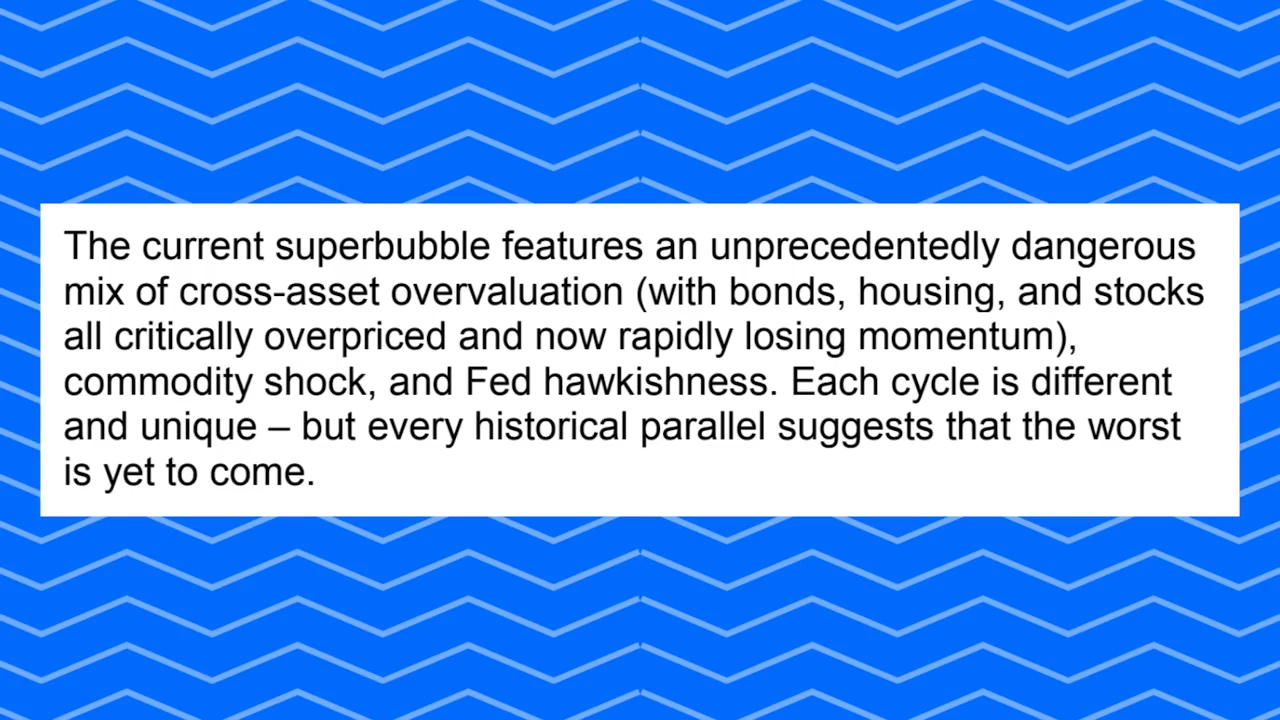 The current superbubble features an unprecedentedly dangerous
mix of cross-asset overvaluation (with bonds, housing, and stocks
all critically overpriced and now rapidly losing momentum),
commodity shock, and Fed hawkishness. Each cycle is different
and unique – but every historical parallel suggests that the worst
is yet to come.